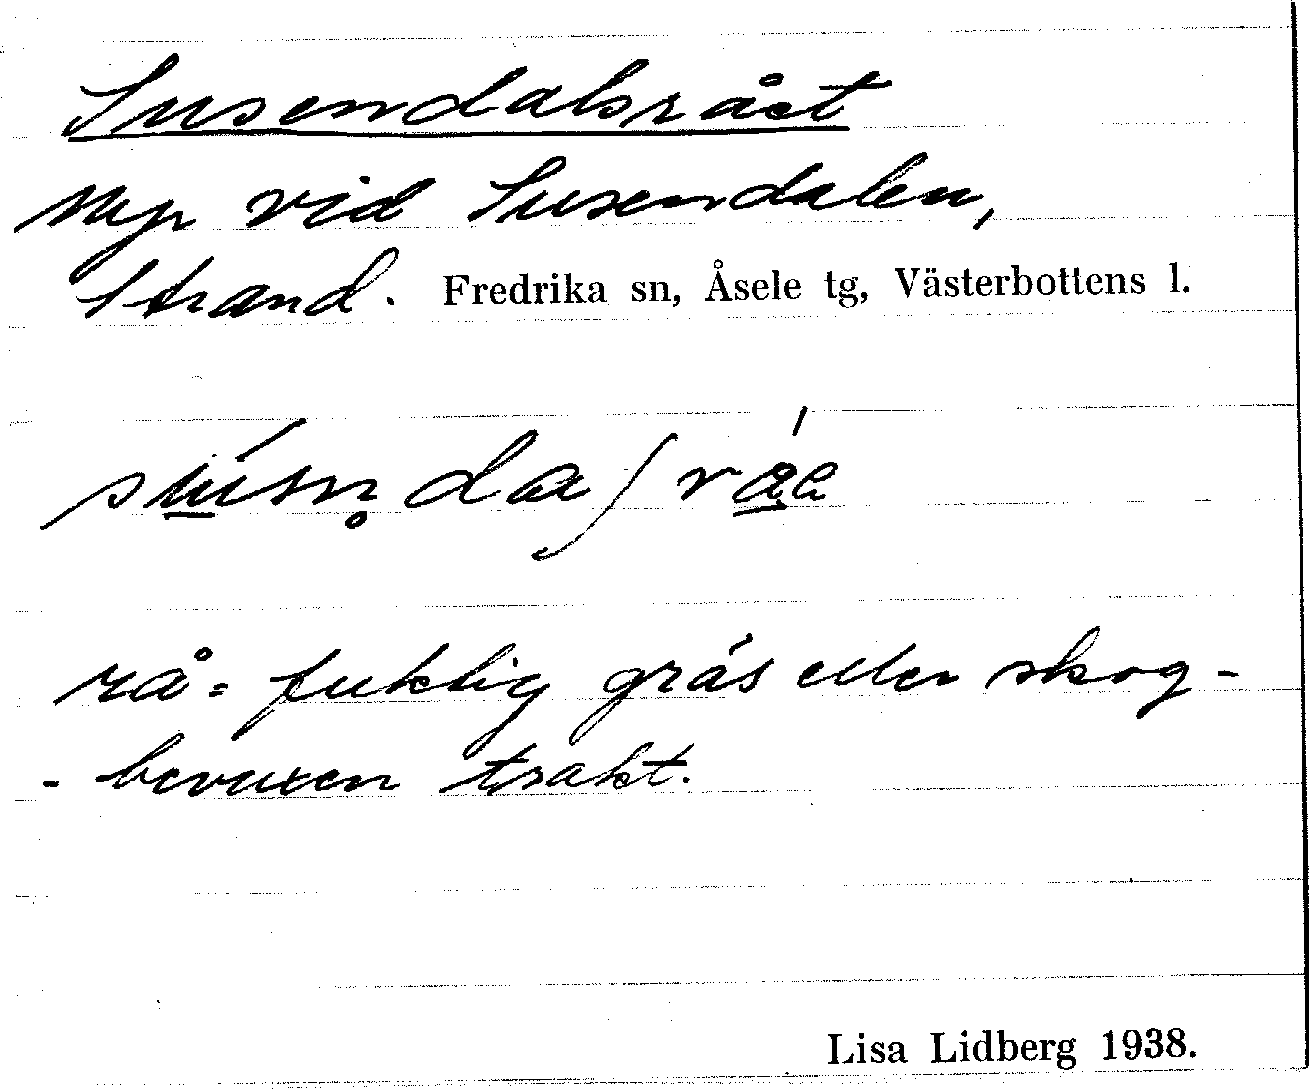 Susendalsrået
Myr vid Susendalen,
Strand. Fredrika sn, Åsele tg, Västerbottens l.
rå = fuktig gräs eller skog-
- bevuxen trakt.
Lisa Lidberg 1938.